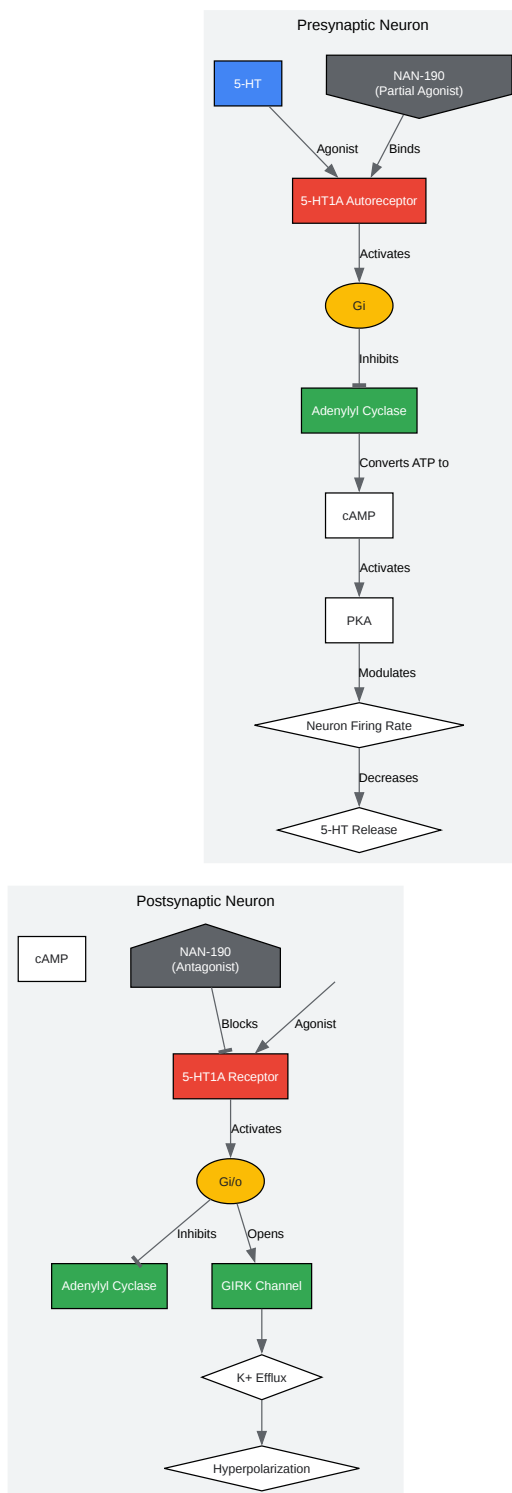 Presynaptic Neuron
5-HT
NAN-190
(Partial Agonist)
Agonist
Binds
5-HT1A Autoreceptor
Activates
Gi
Inhibits
Adenylyl Cyclase
Converts ATP to
cAMP
Activates
PKA
Modulates
Neuron Firing Rate
Decreases
5-HT Release
Postsynaptic Neuron
cAMP
NAN-190
(Antagonist)
Blocks
Agonist
5-HT1A Receptor
Activates
Gi/o
Inhibits
Opens
Adenylyl Cyclase
GIRK Channel
K+ Efflux
Hyperpolarization